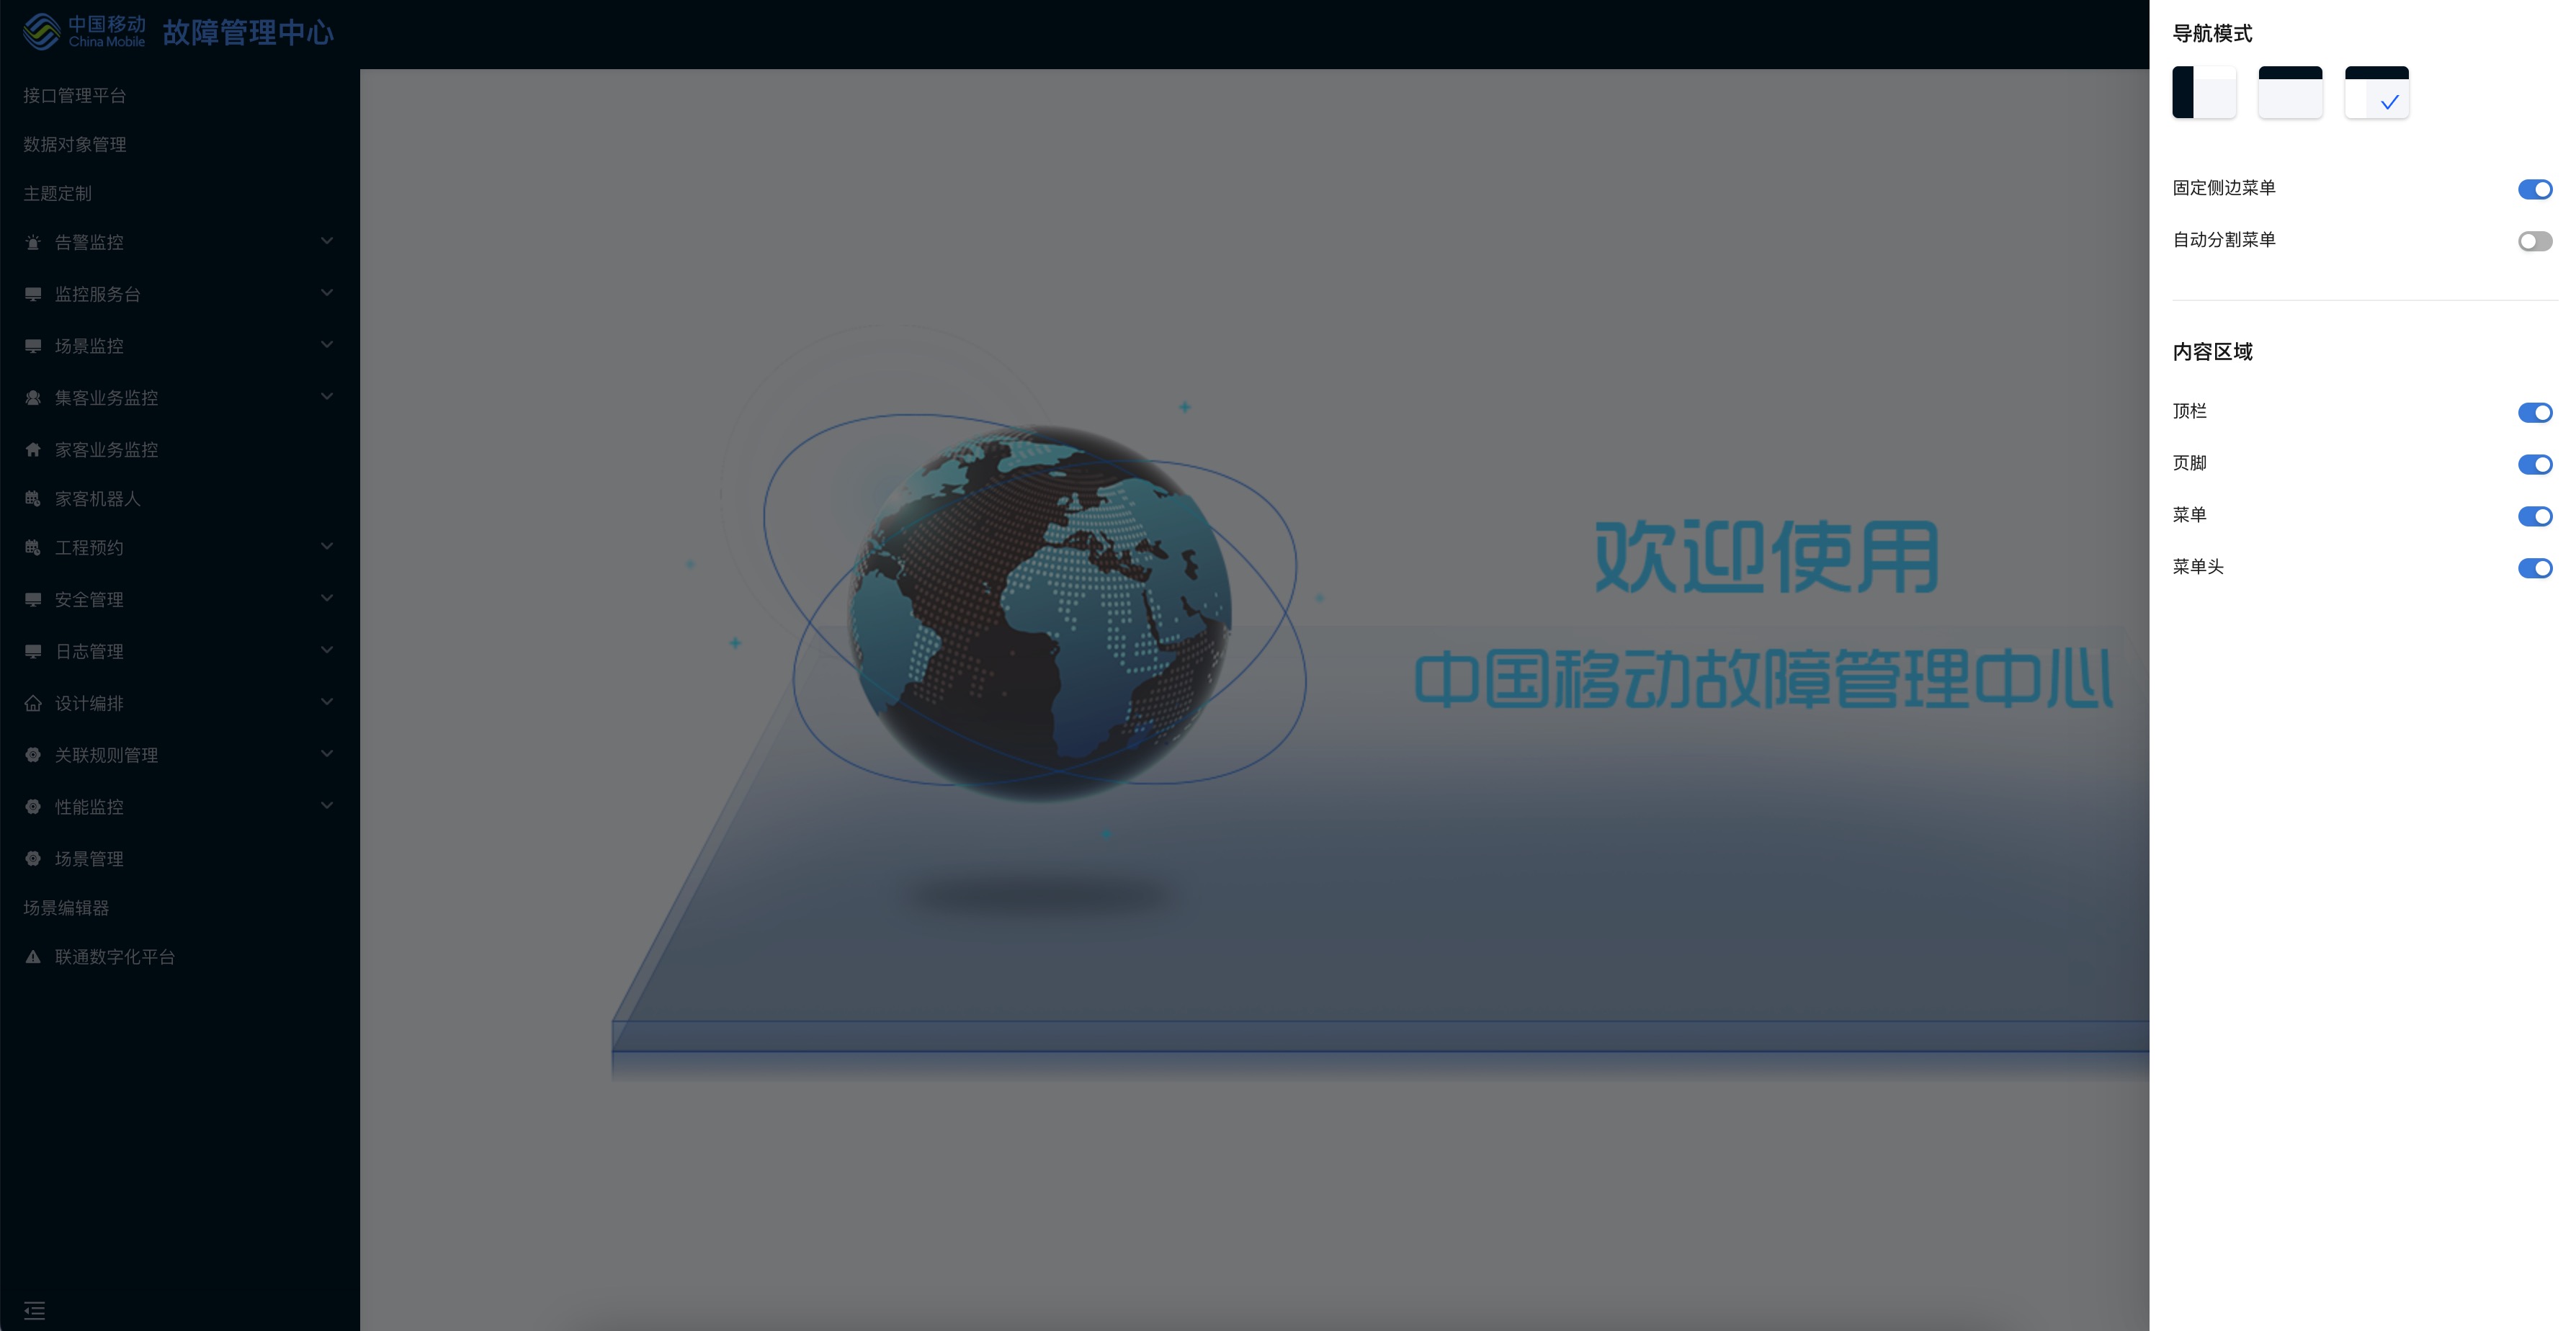 中国移动
China Mobile
故障管理中心
接口管理平台
数据对象管理
主题定制
告警监控
监控服务台
场景监控
集客业务监控
家客业务监控
家客机器人
工程预约
安全管理
日志管理
设计编排
关联规则管理
性能监控
场景管理
场景编辑器
联通数字化平台
欢迎使用
中国移动故障管理中心
导航模式
固定侧边菜单
自动分割菜单
内容区域
顶栏
页脚
菜单
菜单头